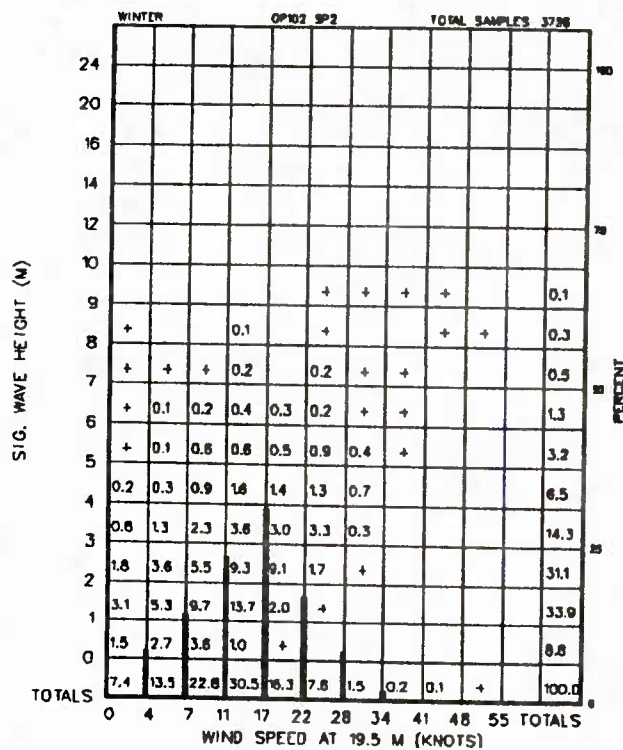 WINTER OP102 SP2 TOTAL SAMPLES 3736
24 100
20
16
14
12 75
10
9 + + + + 0.1
8 + 0.1 + + + 0.3
7 + + + 0.2 0.2 + + 0.5
6 + 0.1 0.2 0.4 0.3 0.2 + + 1.3
5 + 0.1 0.6 0.6 0.5 0.9 0.4 + 3.2
4 0.2 0.3 0.9 1.6 1.4 1.3 0.7 6.5
3 0.6 1.3 2.3 3.6 3.0 3.3 0.3 14.3
2 1.8 3.6 5.5 9.3 9.1 1.7 + 31.1
1 3.1 5.3 9.7 13.7 2.0 + 33.9
0 1.5 2.7 3.6 1.0 + 8.8
TOTALS 7.4 13.5 22.8 30.5 16.3 7.6 1.5 0.2 0.1 + 100.0 0
0 4 7 11 17 22 28 34 41 48 55 TOTALS
WIND SPEED AT 19.5 M (KNOTS)
SIG. WAVE HEIGHT (M)
PERCENT
25